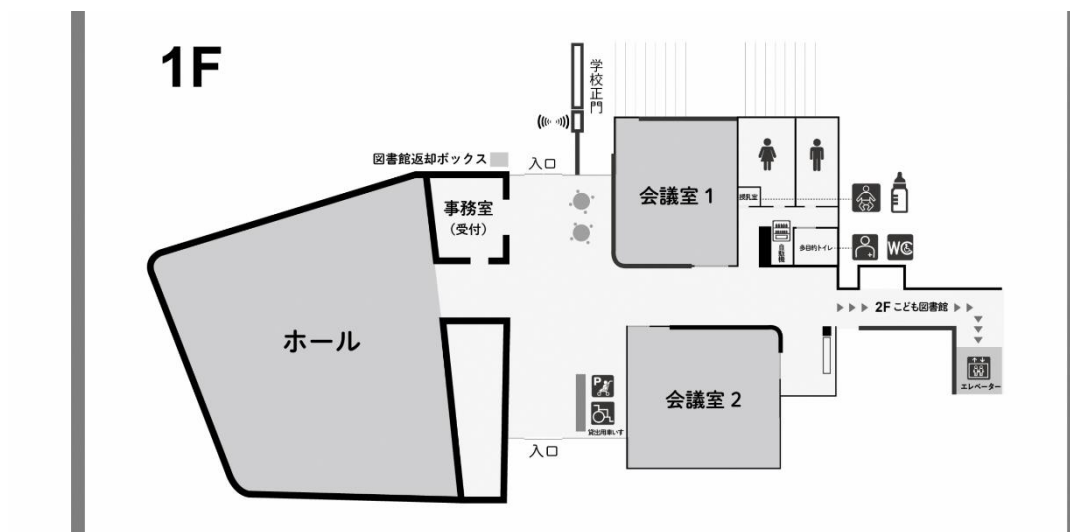 1F
学校正門
図書館返却ボックス
入口
事務室
(受付)
会議室 1
授乳室
自販機
多目的トイレ
WC
2F こども図書館
エレベーター
ホール
会議室 2
P
貸出用車いす
入口